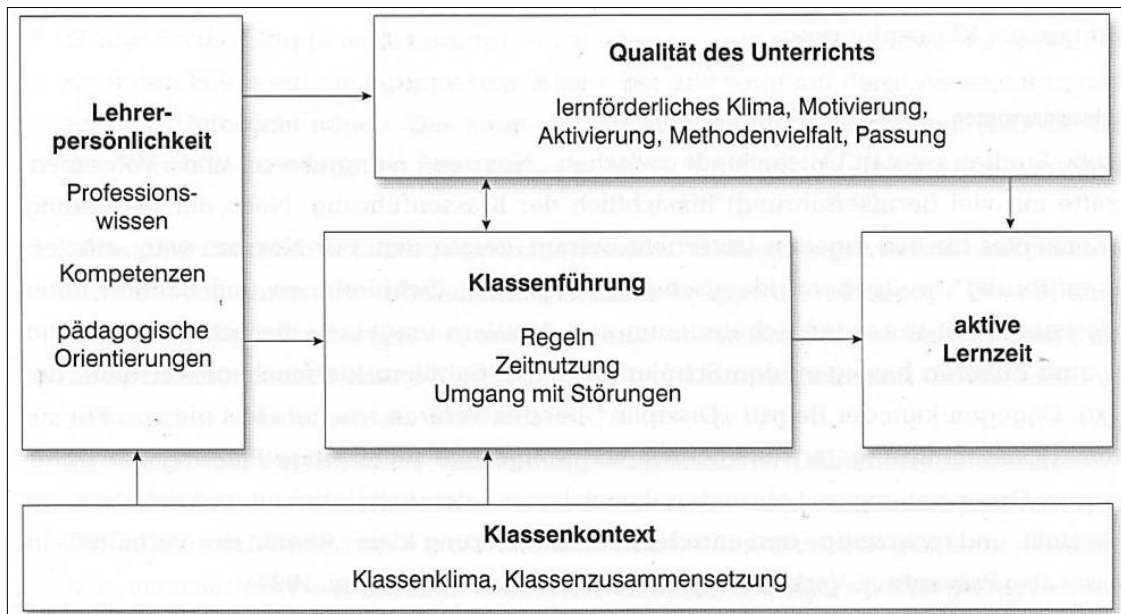 Lehrer-
persönlichkeit
Professions-
wissen
Kompetenzen
pädagogische
Orientierungen
Qualität des Unterrichts
lernförderliches Klima, Motivierung,
Aktivierung, Methodenvielfalt, Passung
Klassenführung
Regeln
Zeitnutzung
Umgang mit Störungen
aktive
Lernzeit
Klassenkontext
Klassenklima, Klassenzusammensetzung